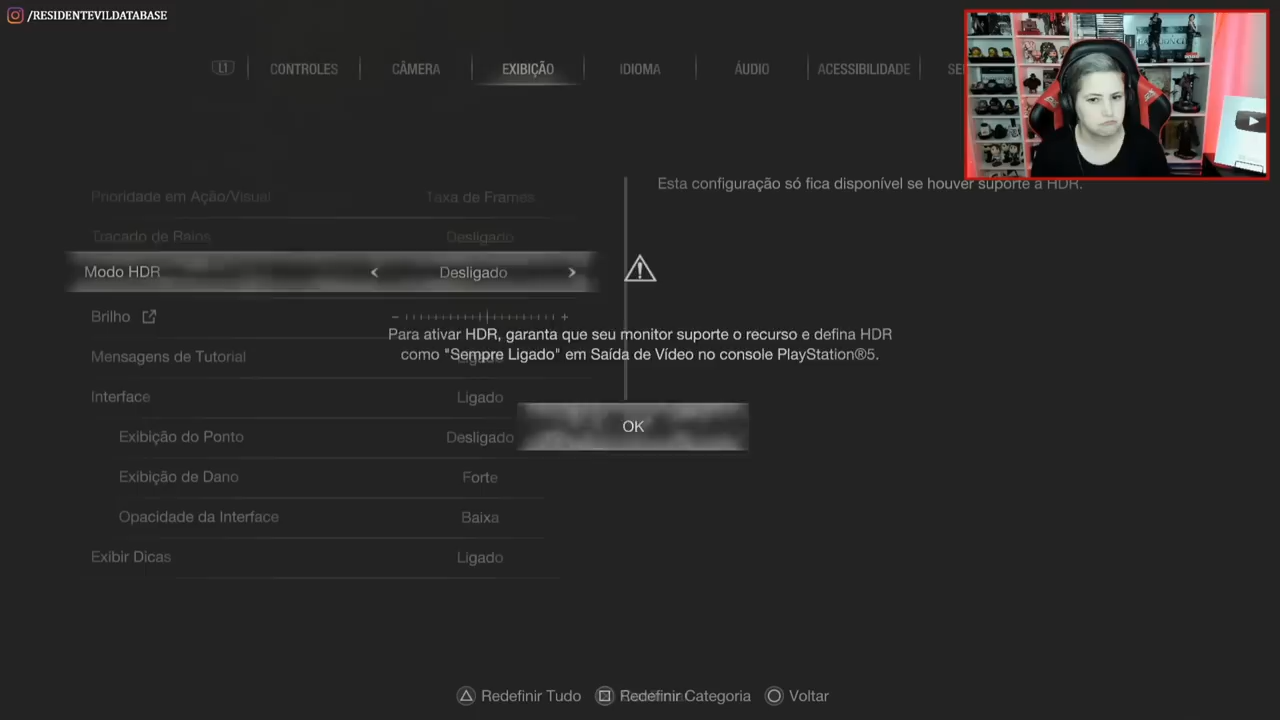 /RESIDENTEVILDATABASE
L1
CONTROLES
CÂMERA
EXIBIÇÃO
IDIOMA
ÁUDIO
ACESSIBILIDADE
Prioridade em Ação/Visual
Taxa de Frames
Esta configuração só fica disponível se houver suporte a HDR.
Traçado de Raios
Desligado
Modo HDR
Desligado
Brilho
Para ativar HDR, garanta que seu monitor suporte o recurso e defina HDR
como "Sempre Ligado" em Saída de Vídeo no console PlayStation®5.
Mensagens de Tutorial
Ligado
Interface
Ligado
OK
Exibição do Ponto
Desligado
Exibição de Dano
Forte
Opacidade da Interface
Baixa
Exibir Dicas
Ligado
Redefinir Tudo
Redefinir Categoria
Voltar